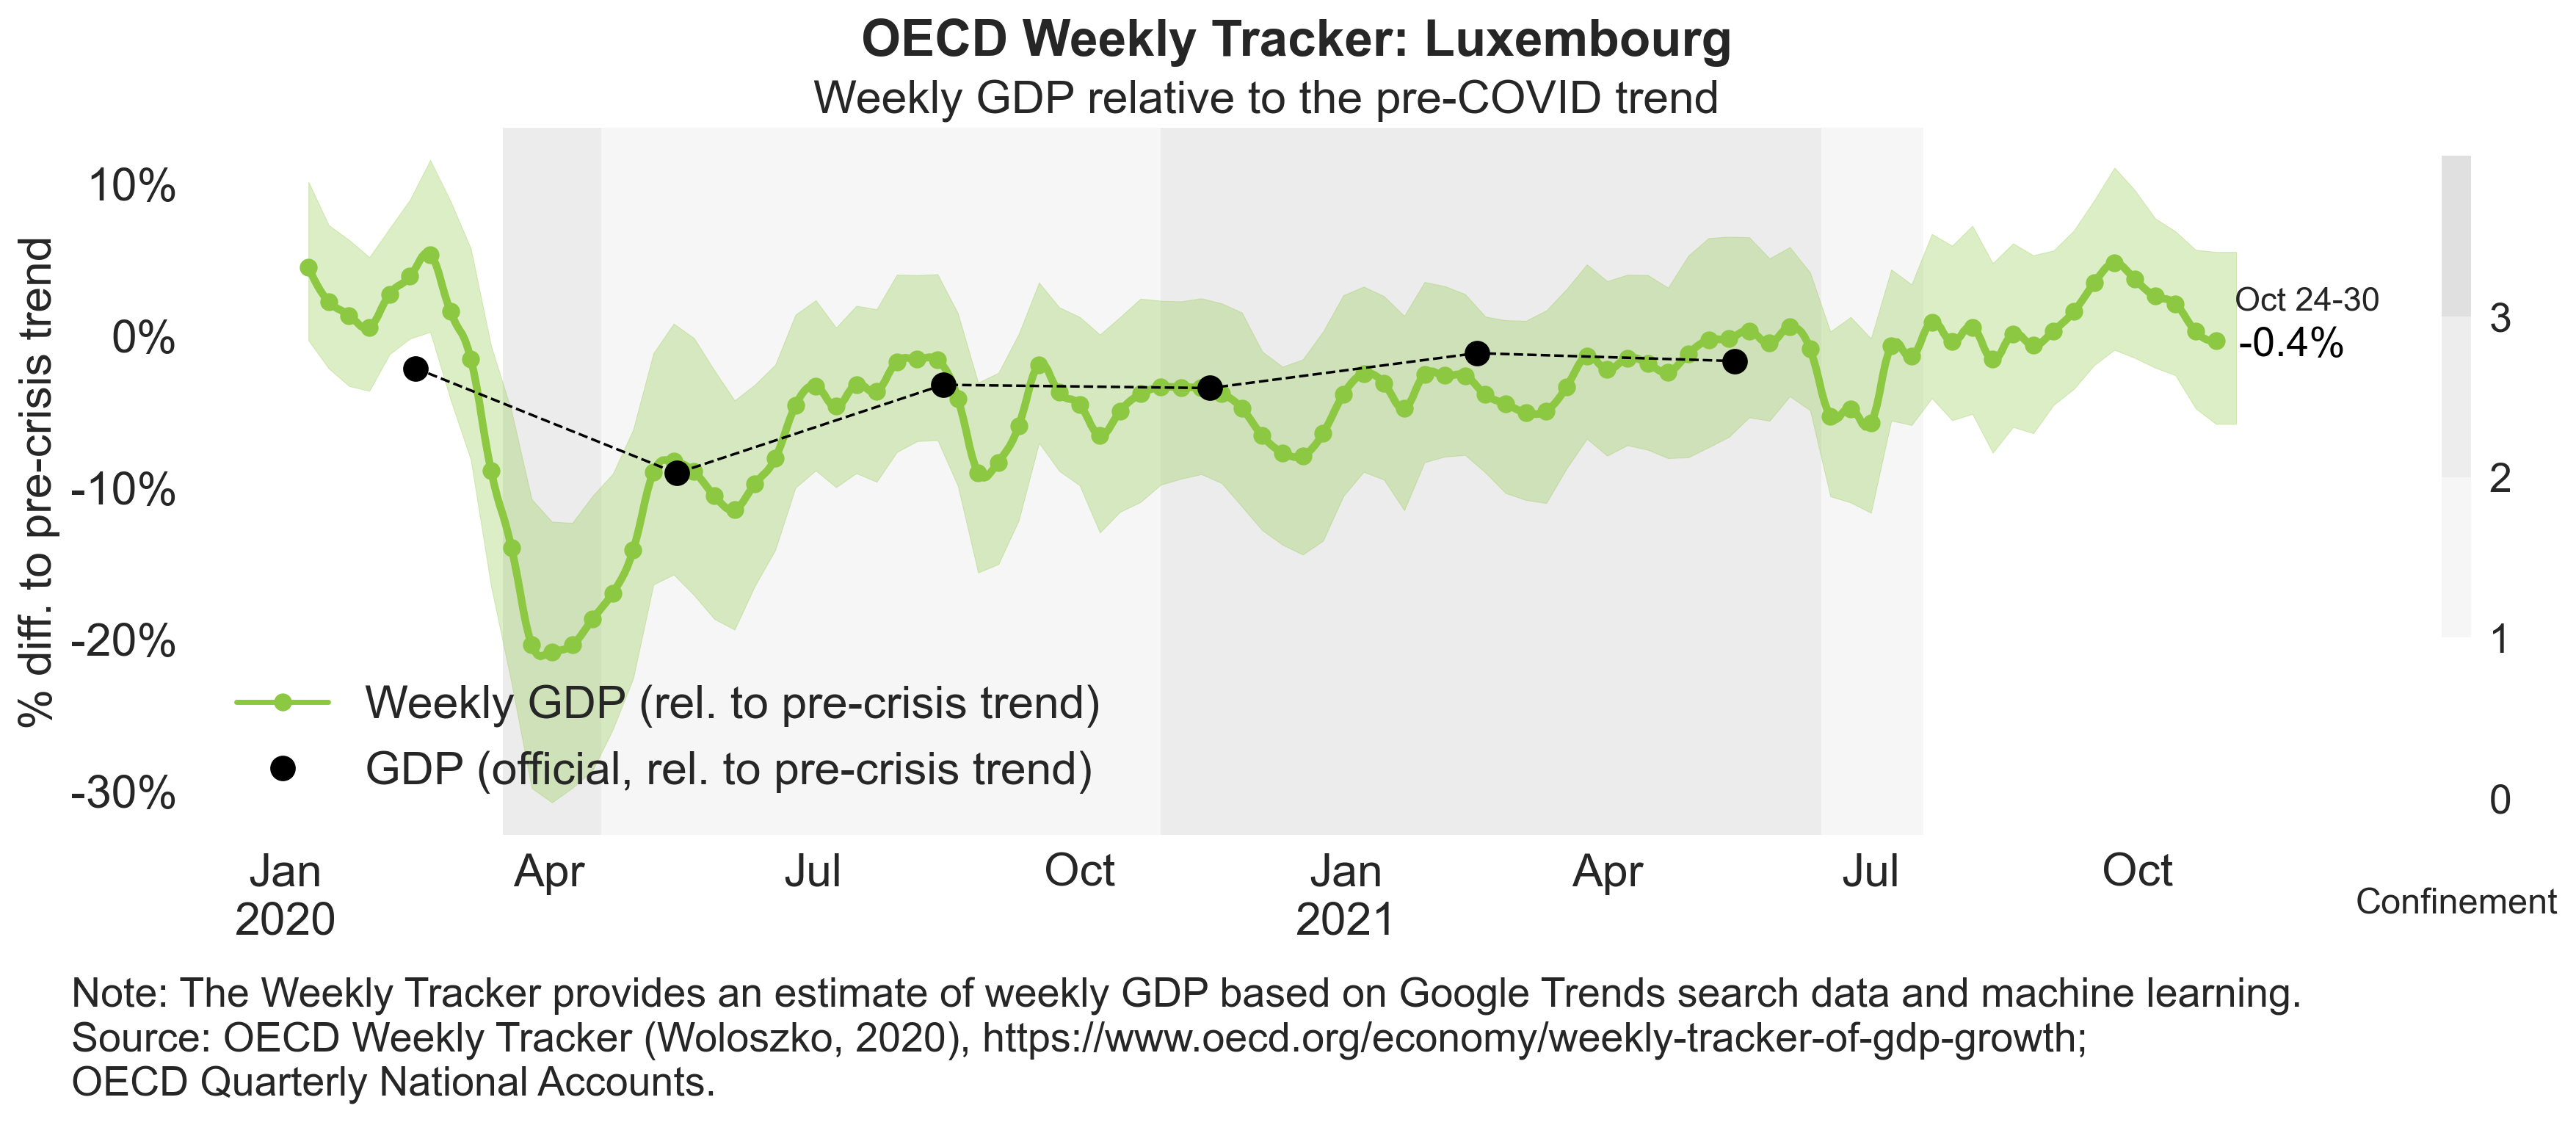 OECD Weekly Tracker: Luxembourg
Weekly GDP relative to the pre-COVID trend
% diff. to pre-crisis trend
10%
0%
-10%
-20%
-30%
Oct 24-30
-0.4%
3
2
1
0
Weekly GDP (rel. to pre-crisis trend)
GDP (official, rel. to pre-crisis trend)
Jan Apr Jul Oct Jan Apr Jul Oct
2020 2021
Confinement
Note: The Weekly Tracker provides an estimate of weekly GDP based on Google Trends search data and machine learning.
Source: OECD Weekly Tracker (Woloszko, 2020), https://www.oecd.org/economy/weekly-tracker-of-gdp-growth;
OECD Quarterly National Accounts.